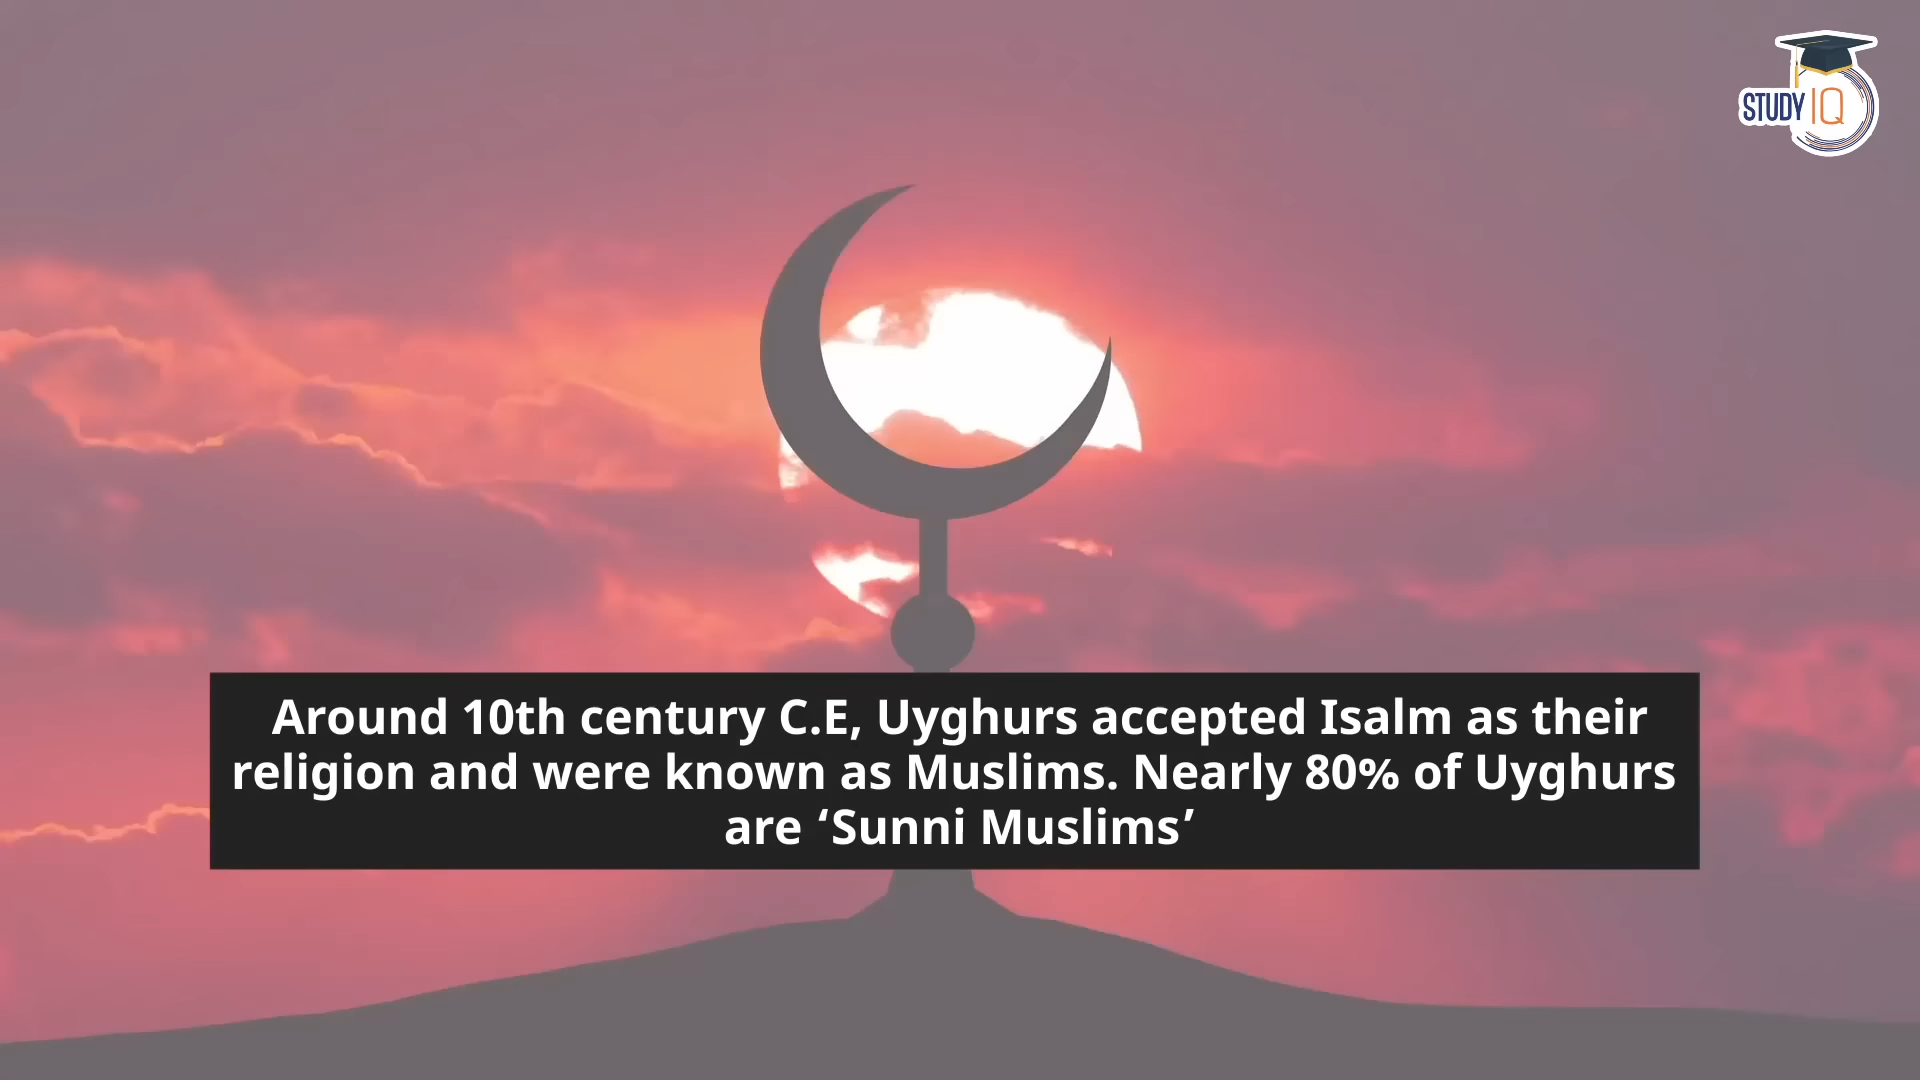 STUDY IQ
Around 10th century C.E, Uyghurs accepted Isalm as their
religion and were known as Muslims. Nearly 80% of Uyghurs
are ‘Sunni Muslims’